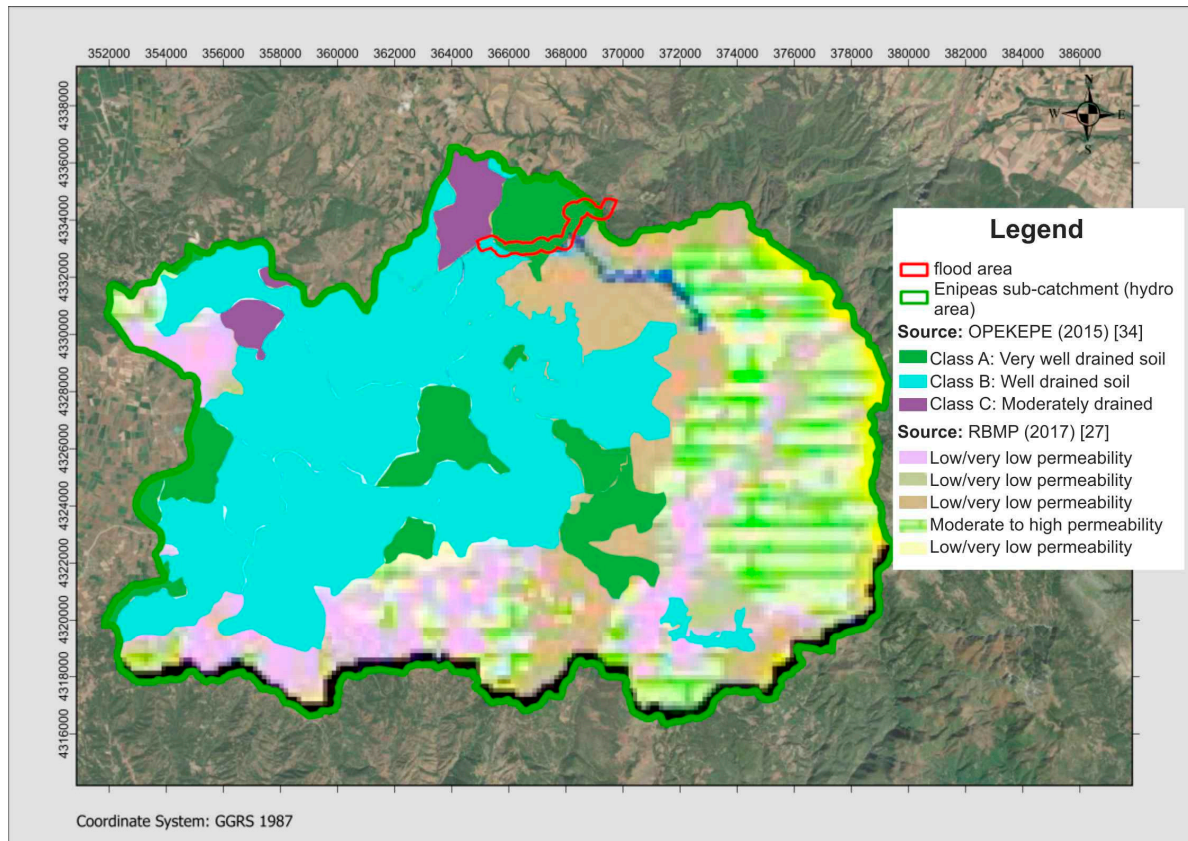 352000 354000 356000 358000 360000 362000 364000 366000 368000 370000 372000 374000 376000 378000 380000 382000 384000 386000
4338000
4336000
4334000
4332000
4330000
4328000
4326000
4324000
4322000
4320000
4318000
4316000
N
W E
S
Legend
flood area
Enipeas sub-catchment (hydro
area)
Source: OPEKEPE (2015) [34]
Class A: Very well drained soil
Class B: Well drained soil
Class C: Moderately drained
Source: RBMP (2017) [27]
Low/very low permeability
Low/very low permeability
Low/very low permeability
Moderate to high permeability
Low/very low permeability
Coordinate System: GGRS 1987